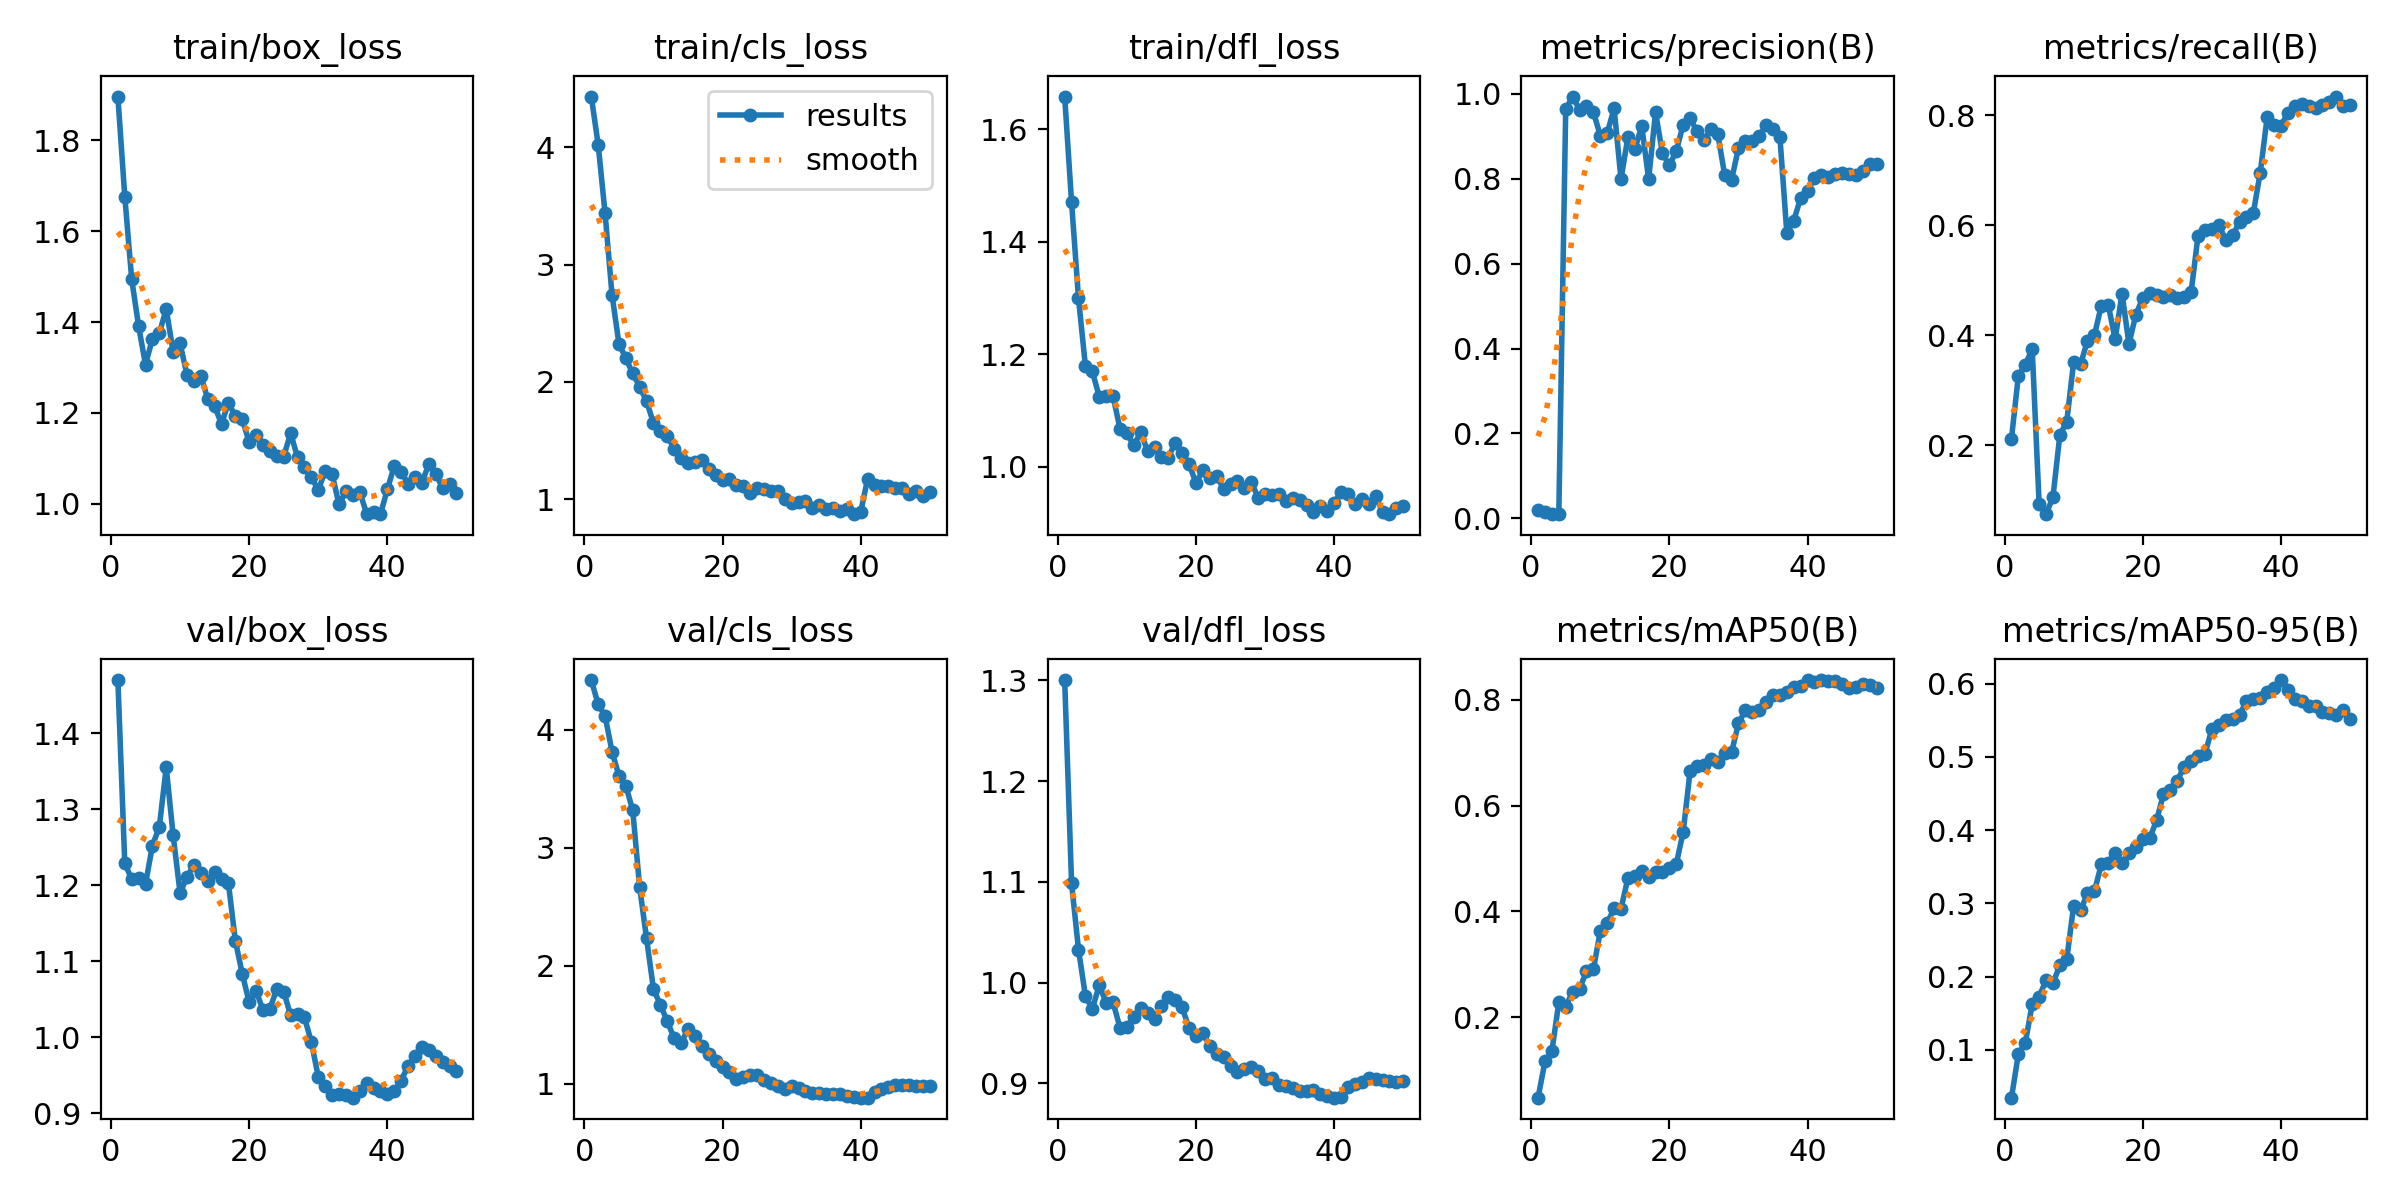 train/box_loss
train/cls_loss
train/dfl_loss
metrics/precision(B)
metrics/recall(B)
1.8
1.6
1.4
1.2
1.0
0 20 40
results
smooth
4
3
2
1
0 20 40
1.6
1.4
1.2
1.0
0 20 40
1.0
0.8
0.6
0.4
0.2
0.0
0 20 40
0.8
0.6
0.4
0.2
0 20 40
val/box_loss
val/cls_loss
val/dfl_loss
metrics/mAP50(B)
metrics/mAP50-95(B)
1.4
1.3
1.2
1.1
1.0
0.9
0 20 40
4
3
2
1
0 20 40
1.3
1.2
1.1
1.0
0.9
0 20 40
0.8
0.6
0.4
0.2
0 20 40
0.6
0.5
0.4
0.3
0.2
0.1
0 20 40